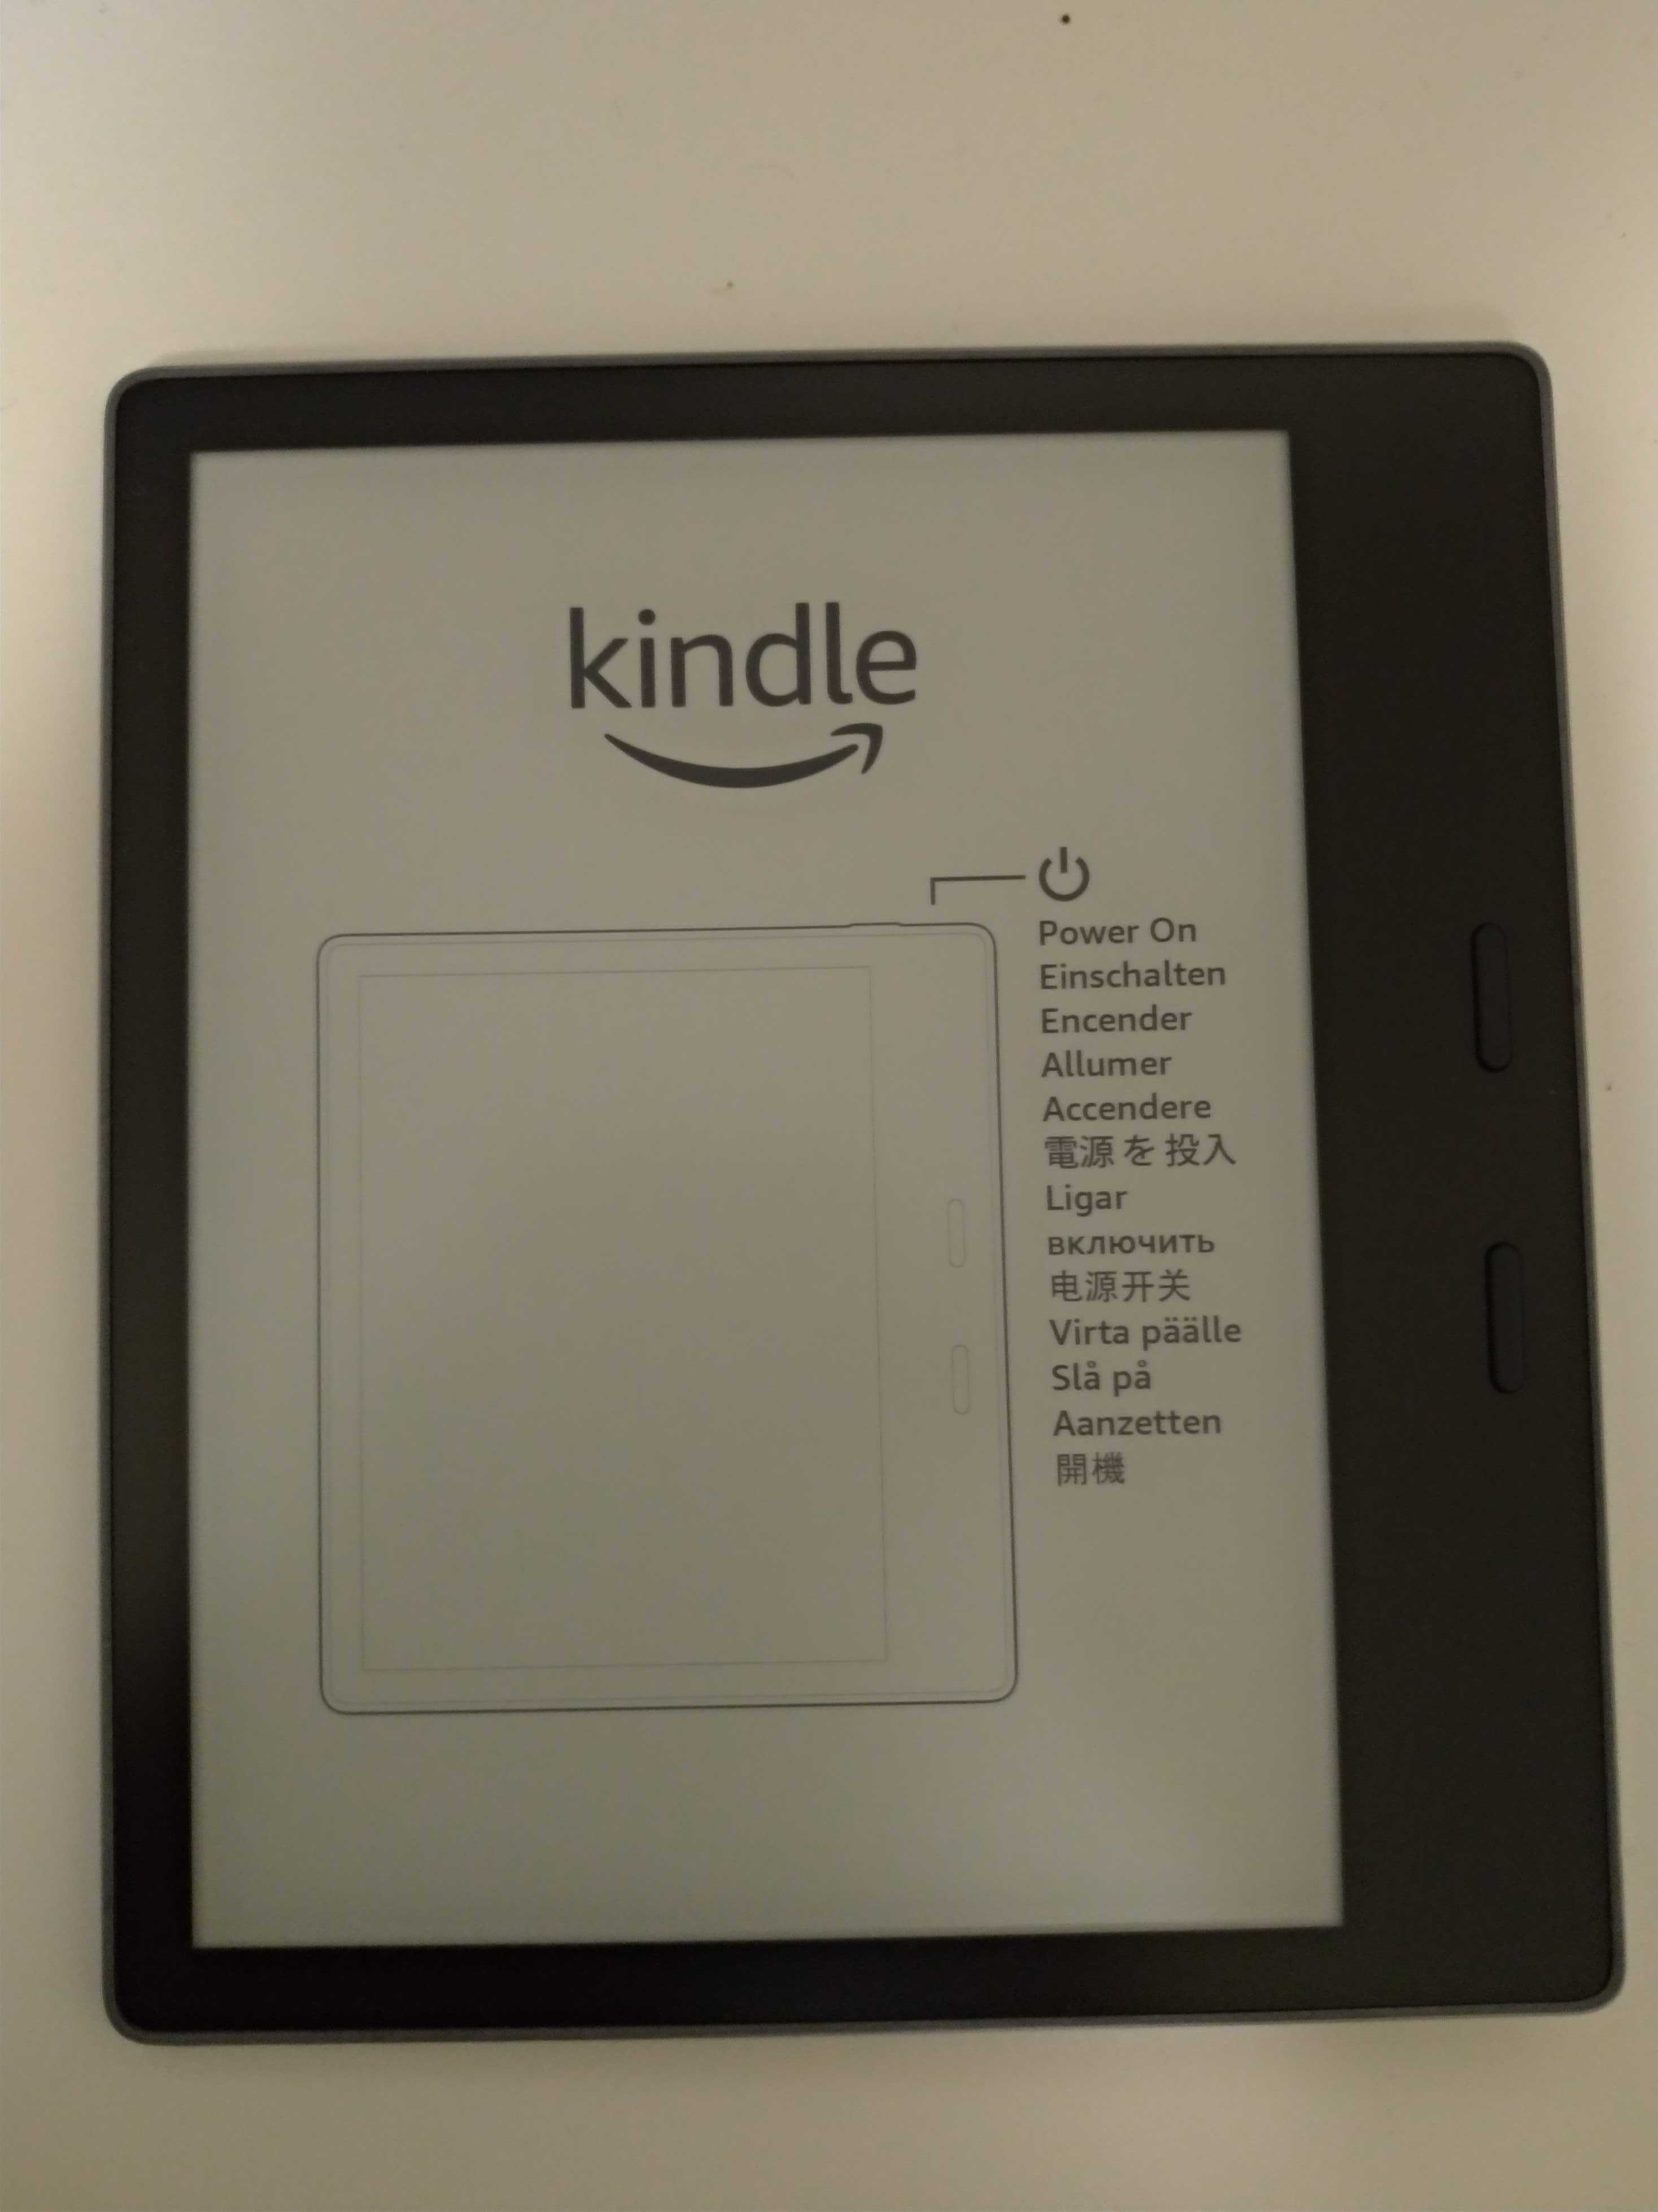 kindle
Power On
Einschalten
Encender
Allumer
Accendere
電源 を 投入
Ligar
включить
电源开关
Virta päälle
Slå på
Aanzetten
開機